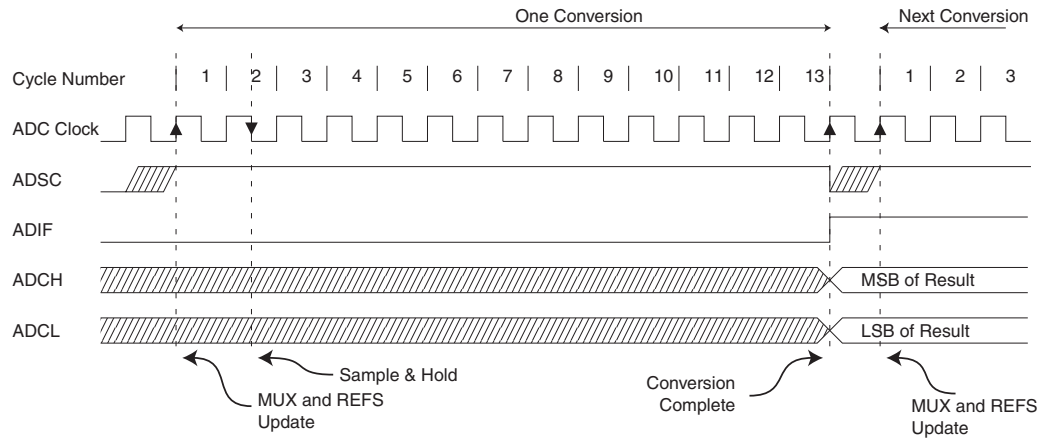 One Conversion
Next Conversion
Cycle Number
1 2 3 4 5 6 7 8 9 10 11 12 13 1 2 3
ADC Clock
ADSC
ADIF
ADCH
MSB of Result
ADCL
LSB of Result
Sample & Hold
MUX and REFS
Update
Conversion
Complete
MUX and REFS
Update